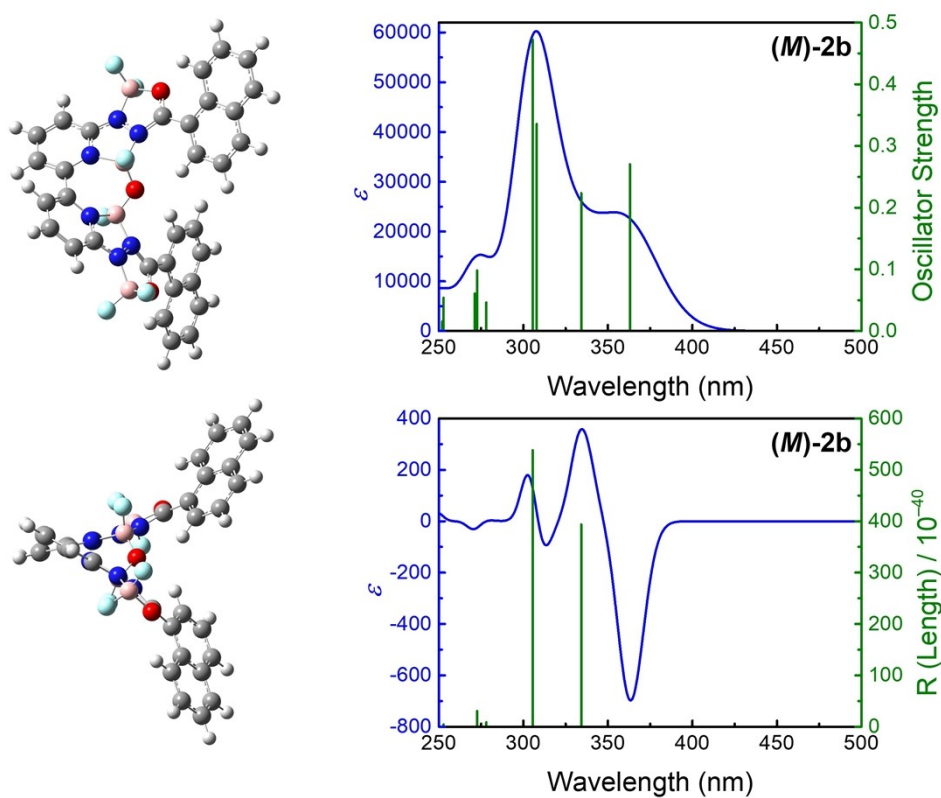 (M)-2b
60000
50000
40000
30000
20000
10000
0
ε
0.5
0.4
0.3
0.2
0.1
0.0
Oscillator Strength
250 300 350 400 450 500
Wavelength (nm)
(M)-2b
400
200
0
-200
-400
-600
-800
ε
600
500
400
300
200
100
0
R (Length) / 10⁻⁴⁰
250 300 350 400 450 500
Wavelength (nm)